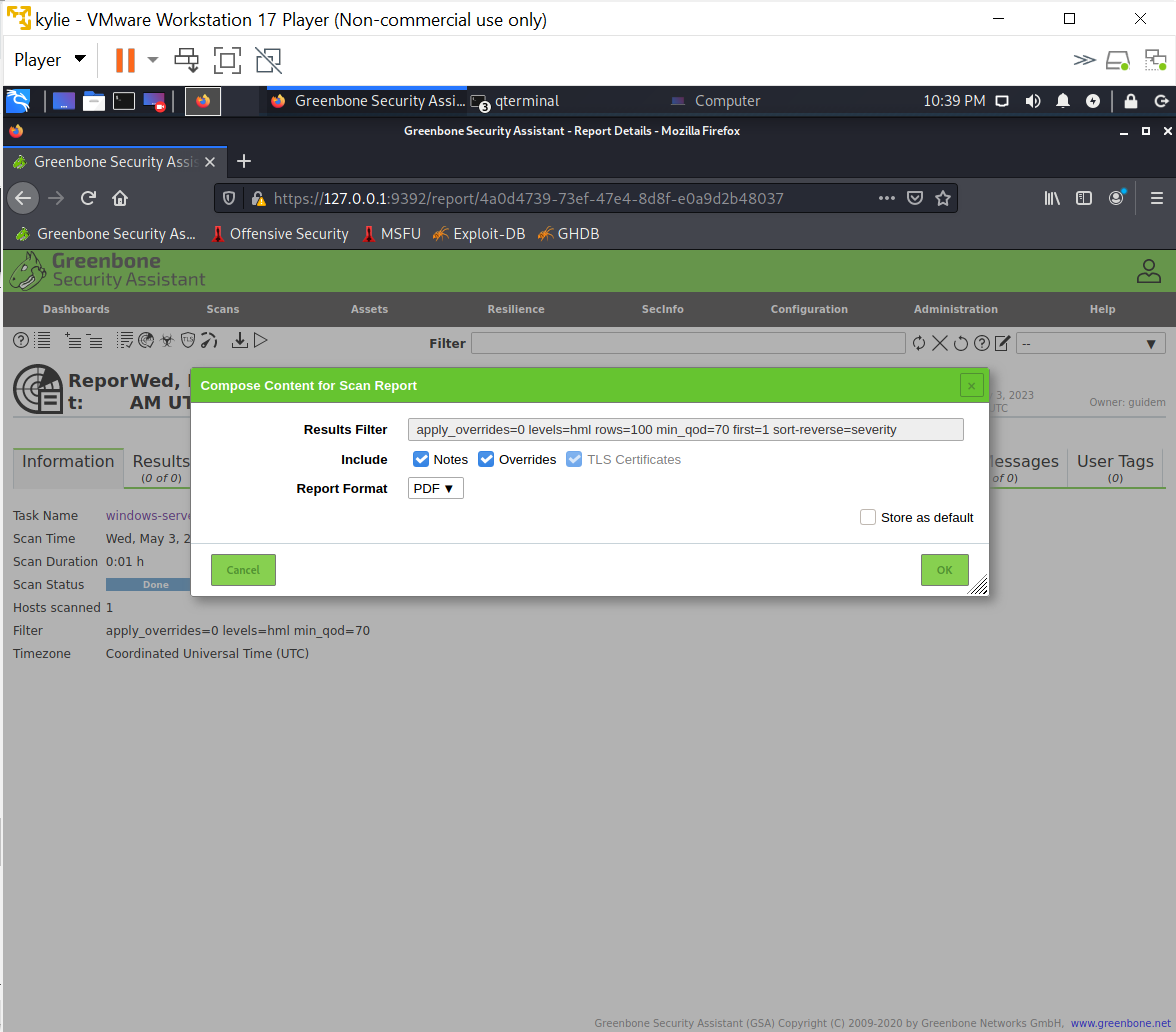 kylie - VMware Workstation 17 Player (Non-commercial use only)
Player
Greenbone Security Assi...
3
qterminal
Computer
10:39 PM
Greenbone Security Assistant - Report Details - Mozilla Firefox
Greenbone Security Assis
https://127.0.0.1:9392/report/4a0d4739-73ef-47e4-8d8f-e0a9d2b48037
Greenbone Security As...
Offensive Security
MSFU
Exploit-DB
GHDB
Greenbone
Security Assistant
Dashboards Scans Assets Resilience SecInfo Configuration Administration Help
TLS
Filter
--
Repor
t:
Wed,
AM UT
3, 2023
UTC
Owner: guidem
Compose Content for Scan Report
Results Filter apply_overrides=0 levels=hml rows=100 min_qod=70 first=1 sort-reverse=severity
Include Notes Overrides TLS Certificates
Report Format PDF
Store as default
Cancel OK
Information
Results
(0 of 0)
essages
of 0)
User Tags
(0)
Task Name windows-serve
Scan Time Wed, May 3, 2
Scan Duration 0:01 h
Scan Status Done
Hosts scanned 1
Filter apply_overrides=0 levels=hml min_qod=70
Timezone Coordinated Universal Time (UTC)
Greenbone Security Assistant (GSA) Copyright (C) 2009-2020 by Greenbone Networks GmbH, www.greenbone.net